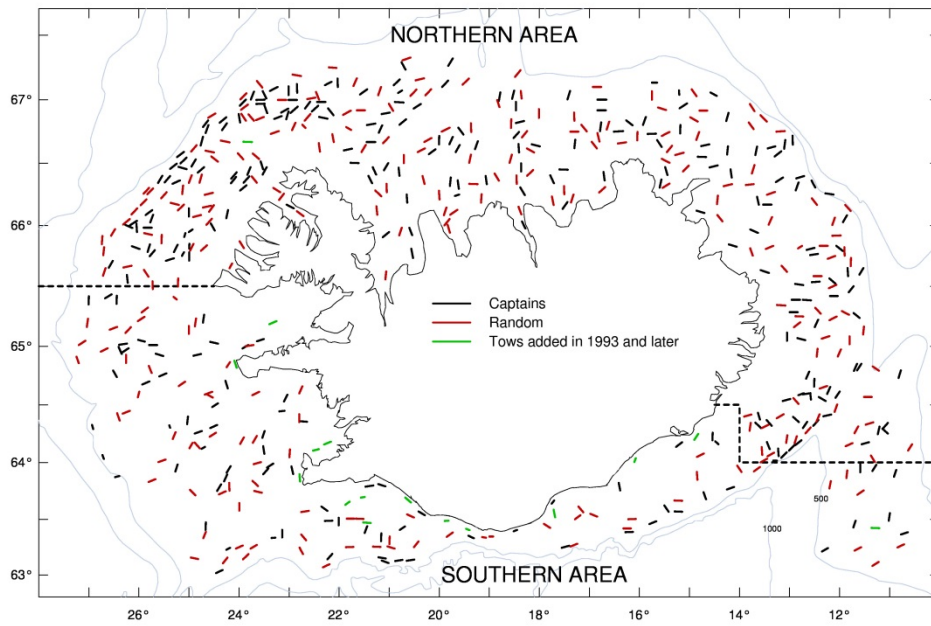 NORTHERN AREA
67°
66°
65°
64°
63°
Captains
Random
Tows added in 1993 and later
500
1000
SOUTHERN AREA
26° 24° 22° 20° 18° 16° 14° 12°